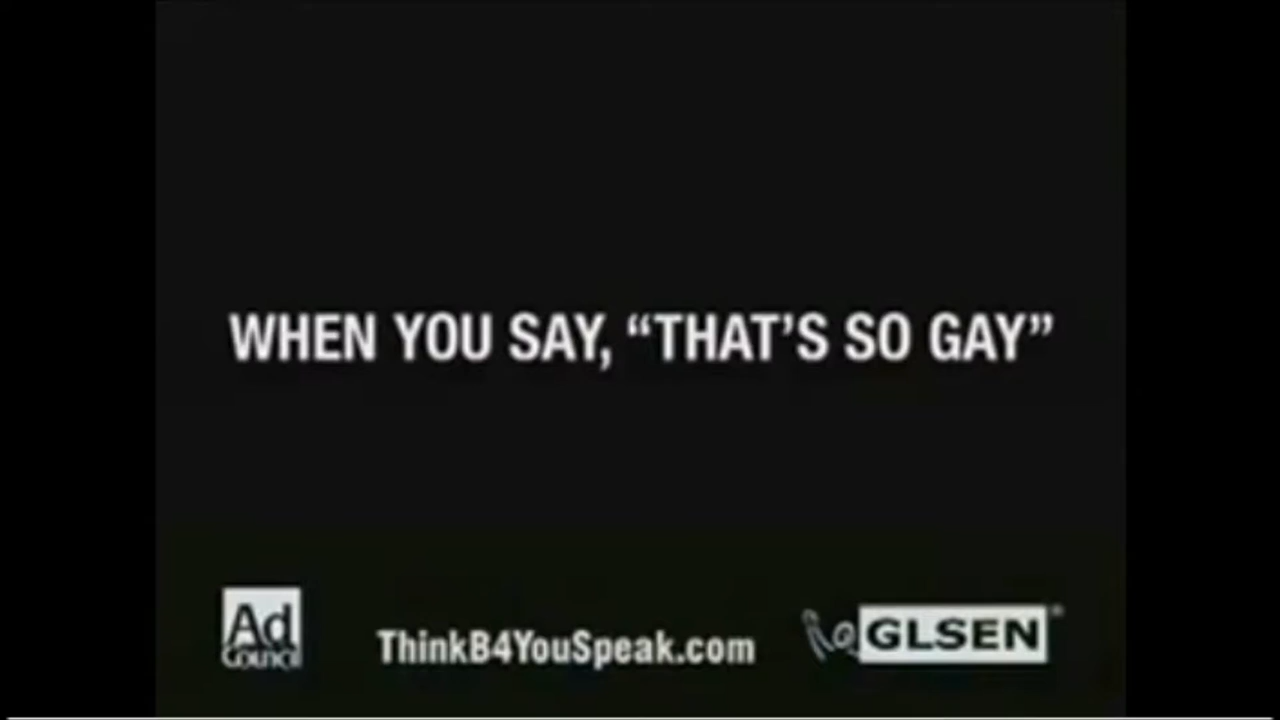 WHEN YOU SAY, “THAT’S SO GAY”
Ad
Council
ThinkB4YouSpeak.com
GLSEN®